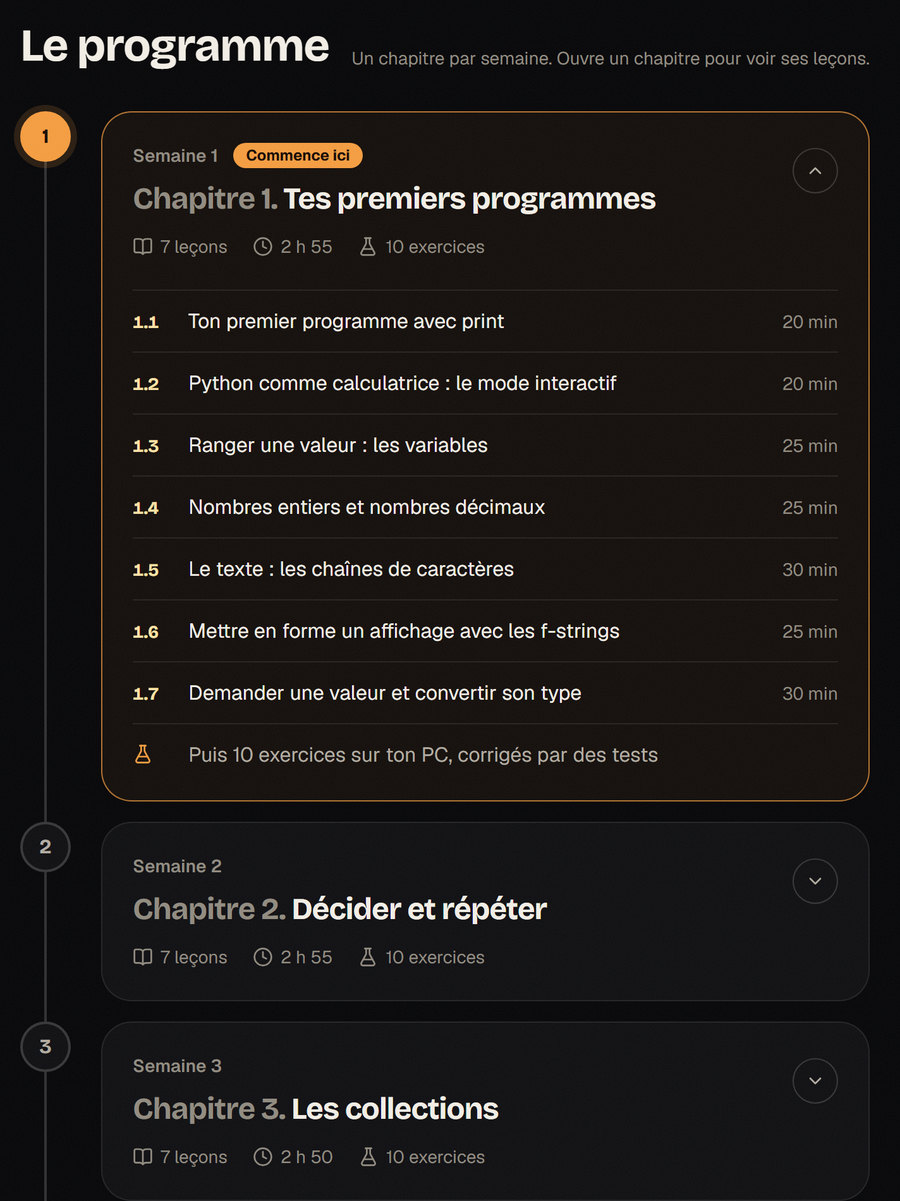 Le programme
Un chapitre par semaine. Ouvre un chapitre pour voir ses leçons.
1
Semaine 1 Commence ici
Chapitre 1. Tes premiers programmes
7 leçons 2 h 55 10 exercices
1.1 Ton premier programme avec print 20 min
1.2 Python comme calculatrice : le mode interactif 20 min
1.3 Ranger une valeur : les variables 25 min
1.4 Nombres entiers et nombres décimaux 25 min
1.5 Le texte : les chaînes de caractères 30 min
1.6 Mettre en forme un affichage avec les f-strings 25 min
1.7 Demander une valeur et convertir son type 30 min
Puis 10 exercices sur ton PC, corrigés par des tests
2
Semaine 2
Chapitre 2. Décider et répéter
7 leçons 2 h 55 10 exercices
3
Semaine 3
Chapitre 3. Les collections
7 leçons 2 h 50 10 exercices